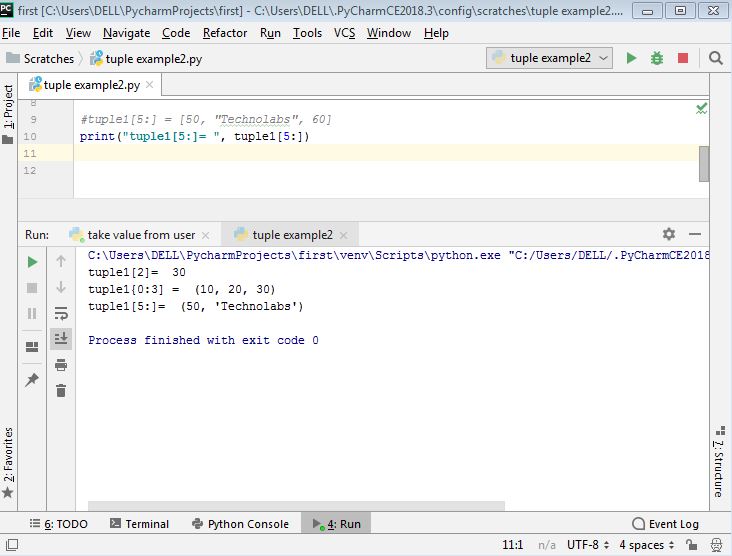 PC first [C:\Users\DELL\PycharmProjects\first] - C:\Users\DELL\.PyCharmCE2018.3\config\scratches\tuple example2....
File Edit View Navigate Code Refactor Run Tools VCS Window Help
Scratches tuple example2.py tuple example2
1: Project
tuple example2.py
8
9 #tuple1[5:] = [50, "Technolabs", 60]
10 print("tuple1[5:]= ", tuple1[5:])
11
12
Run: take value from user tuple example2
C:\Users\DELL\PycharmProjects\first\venv\Scripts\python.exe "C:/Users/DELL/.PyCharmCE2018
tuple1[2]= 30
tuple1{0:3] = (10, 20, 30)
tuple1[5:]= (50, 'Technolabs')
Process finished with exit code 0
2: Favorites
7: Structure
6: TODO Terminal Python Console 4: Run Event Log
11:1 n/a UTF-8 4 spaces